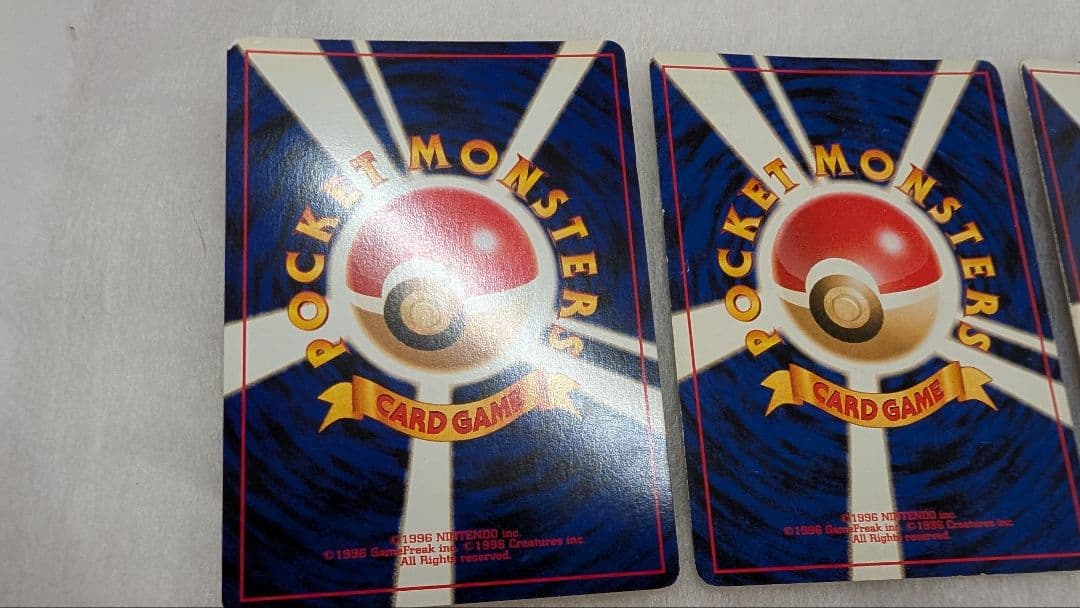 POCKET MONSTERS
CARD GAME
©1996 NINTENDO inc.
©1996 GameFreak inc. ©1996 Creatures inc.
All Rights reserved.
POCKET MONSTERS
CARD GAME
©1996 NINTENDO inc.
©1996 GameFreak inc. ©1996 Creatures inc.
All Rights reserved.